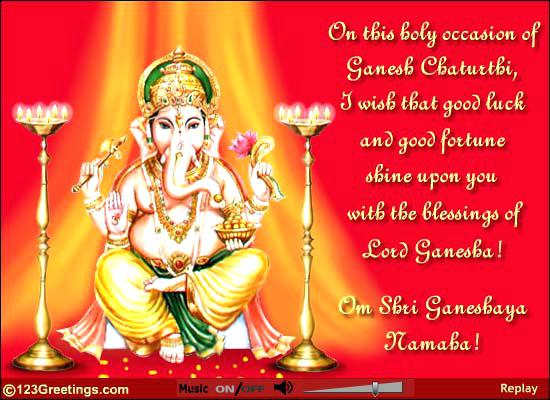 On this holy occasion of
Ganesh Chaturthi,
I wish that good luck
and good fortune
shine upon you
with the blessings of
Lord Ganesha!
Om Shri Ganeshaya
Namaha!
©123Greetings.com
Music ON/OFF
Replay